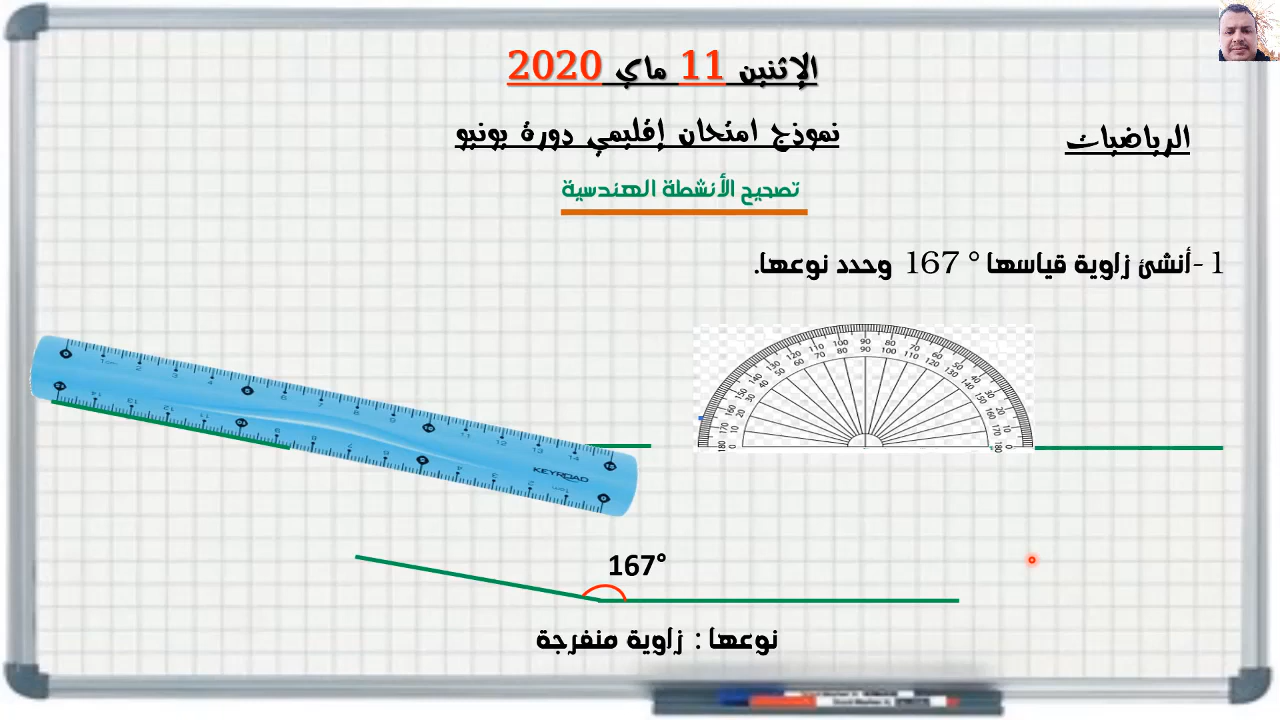 الإثنين 11 ماي 2020
نموذج امتحان إقليمي دورة يونيو
الرياضيات
تصحيح الأنشطة الهندسية
1-أنشئ زاوية قياسها ° 167 وحدد نوعها.
KEYROAD
167°
نوعها : زاوية منفرجة